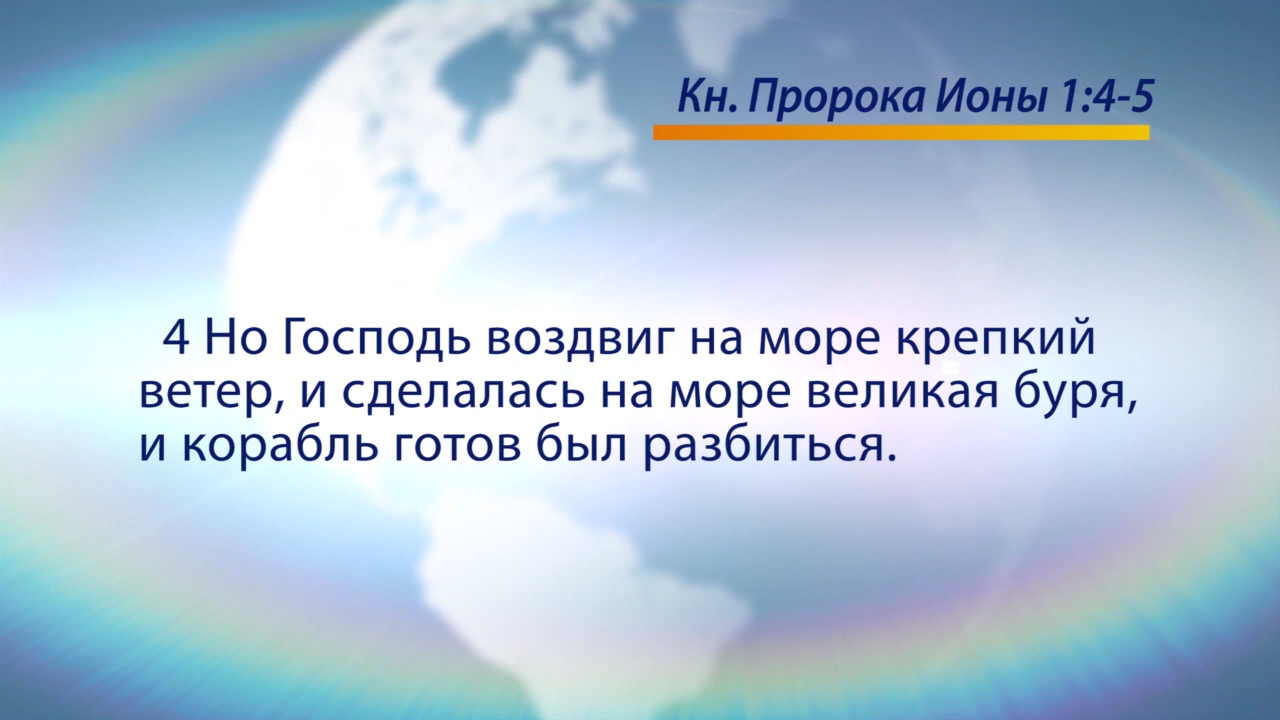 Кн. Пророка Ионы 1:4-5
4 Но Господь воздвиг на море крепкий
ветер, и сделалась на море великая буря,
и корабль готов был разбиться.